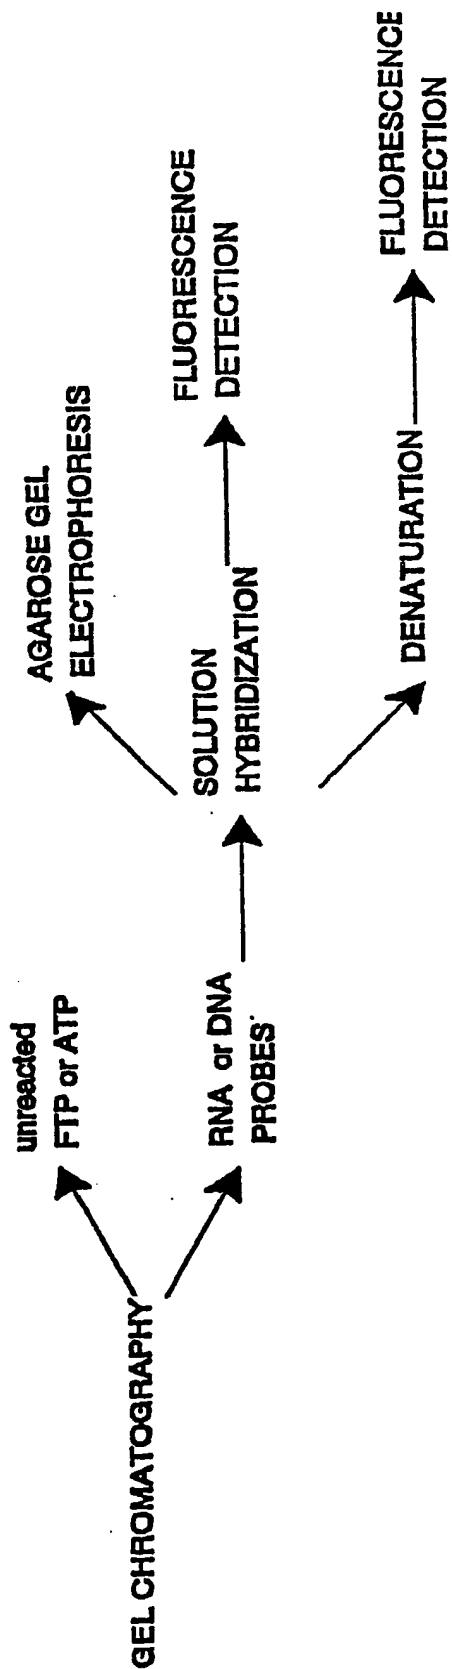 GEL CHROMATOGRAPHY
unreacted
FTP or ATP
RNA or DNA
PROBES
SOLUTION
HYBRIDIZATION
AGAROSE GEL
ELECTROPHORESIS
FLUORESCENCE
DETECTION
DENATURATION
FLUORESCENCE
DETECTION